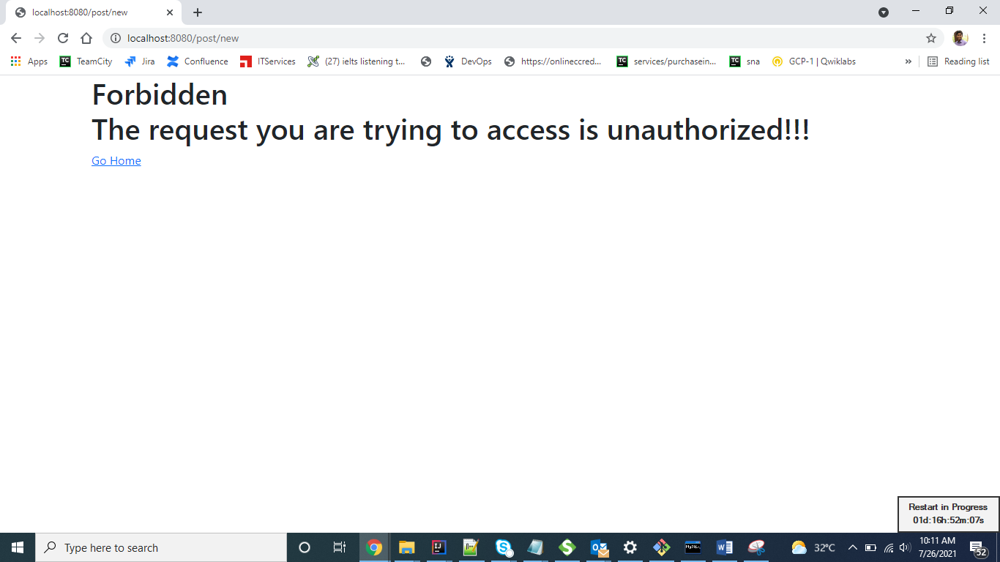 localhost:8080/post/new
localhost:8080/post/new
Apps TeamCity Jira Confluence ITServices (27) ielts listening t... DevOps https://onlineccred... services/purchasein... sna GCP-1 | Qwiklabs » Reading list
Forbidden
The request you are trying to access is unauthorized!!!
Go Home
Restart in Progress
01d:16h:52m:07s
Type here to search
32°C
10:11 AM
7/26/2021
52